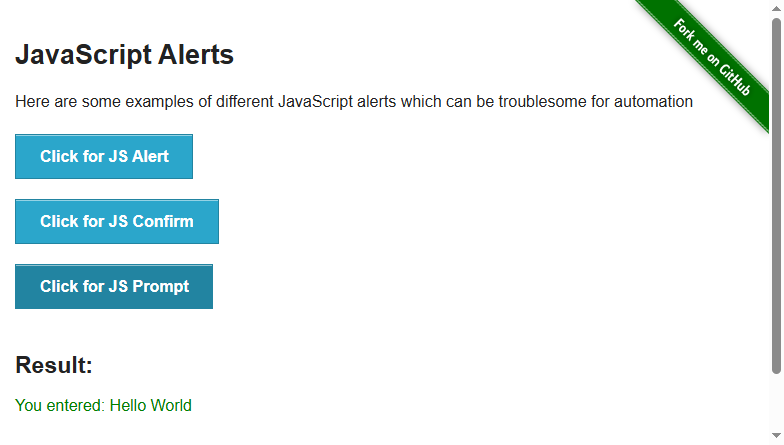 Fork me on GitHub
JavaScript Alerts
Here are some examples of different JavaScript alerts which can be troublesome for automation
Click for JS Alert
Click for JS Confirm
Click for JS Prompt
Result:
You entered: Hello World